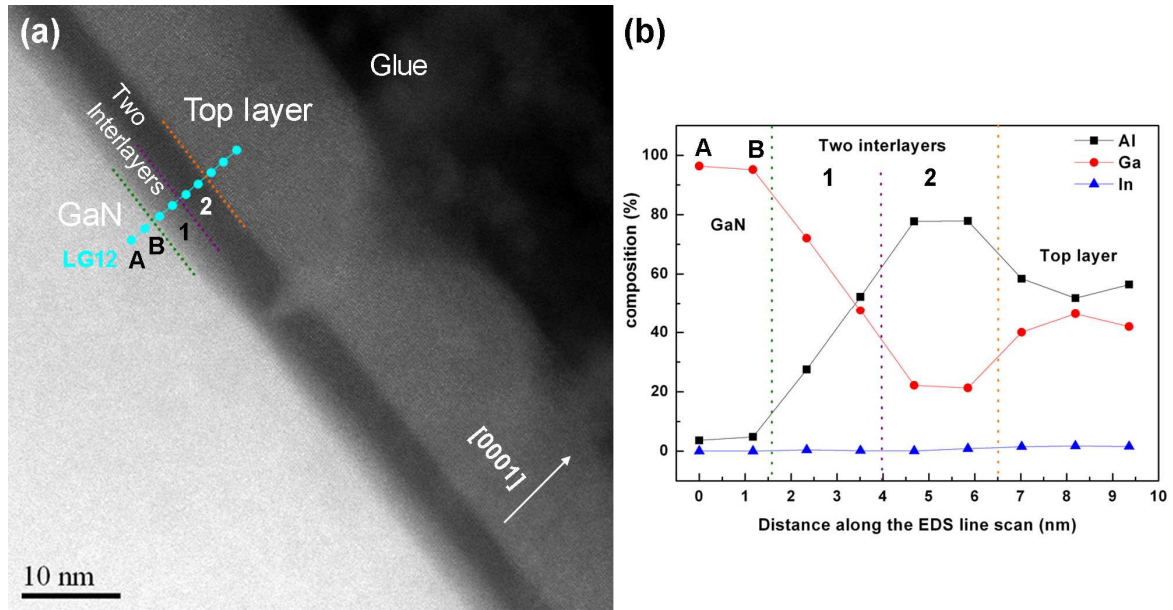 (a)
Glue
Top layer
Two
Interlayers
GaN
2
1
B
A
LG12
[0001]
10 nm
(b)
Al
Ga
In
A
B
Two interlayers
1
2
GaN
Top layer
100
80
60
40
20
0
composition (%)
0 1 2 3 4 5 6 7 8 9 10
Distance along the EDS line scan (nm)